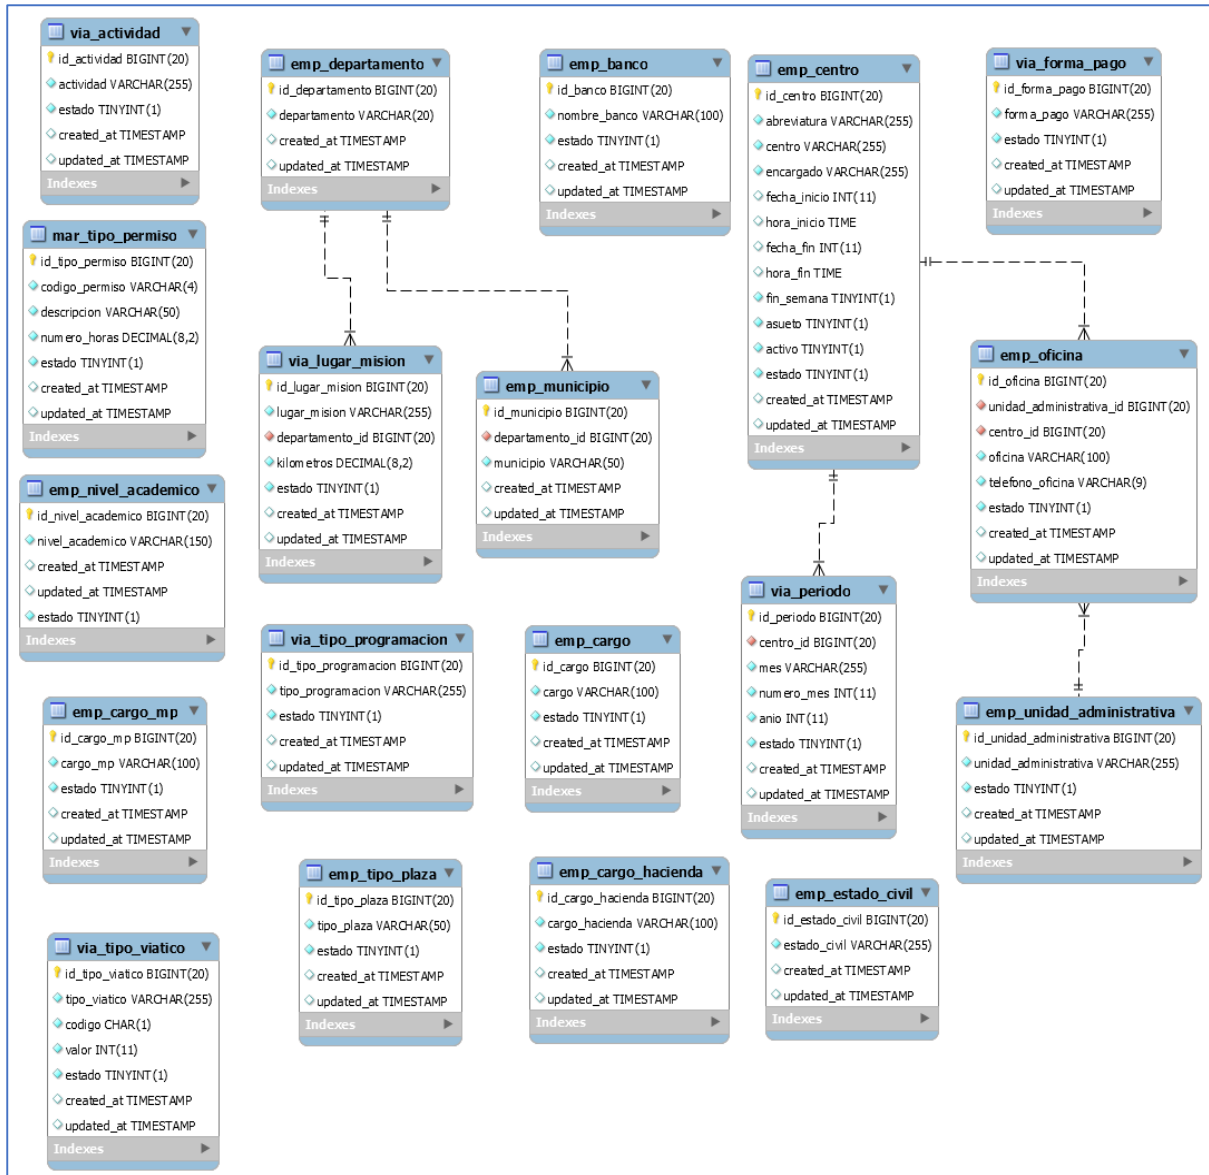 via_actividad
id_actividad BIGINT(20)
actividad VARCHAR(255)
estado TINYINT(1)
created_at TIMESTAMP
updated_at TIMESTAMP
Indexes
emp_departamento
id_departamento BIGINT(20)
departamento VARCHAR(20)
created_at TIMESTAMP
updated_at TIMESTAMP
Indexes
emp_banco
id_banco BIGINT(20)
nombre_banco VARCHAR(100)
estado TINYINT(1)
created_at TIMESTAMP
updated_at TIMESTAMP
Indexes
emp_centro
id_centro BIGINT(20)
abreviatura VARCHAR(255)
centro VARCHAR(255)
encargado VARCHAR(255)
fecha_inicio INT(11)
hora_inicio TIME
fecha_fin INT(11)
hora_fin TIME
fin_semana TINYINT(1)
asueto TINYINT(1)
activo TINYINT(1)
estado TINYINT(1)
created_at TIMESTAMP
updated_at TIMESTAMP
Indexes
via_forma_pago
id_forma_pago BIGINT(20)
forma_pago VARCHAR(255)
estado TINYINT(1)
created_at TIMESTAMP
updated_at TIMESTAMP
Indexes
mar_tipo_permiso
id_tipo_permiso BIGINT(20)
codigo_permiso VARCHAR(4)
descripcion VARCHAR(50)
numero_horas DECIMAL(8,2)
estado TINYINT(1)
created_at TIMESTAMP
updated_at TIMESTAMP
Indexes
via_lugar_mision
id_lugar_mision BIGINT(20)
lugar_mision VARCHAR(255)
departamento_id BIGINT(20)
kilometros DECIMAL(8,2)
estado TINYINT(1)
created_at TIMESTAMP
updated_at TIMESTAMP
Indexes
emp_municipio
id_municipio BIGINT(20)
departamento_id BIGINT(20)
municipio VARCHAR(50)
created_at TIMESTAMP
updated_at TIMESTAMP
Indexes
emp_oficina
id_oficina BIGINT(20)
unidad_administrativa_id BIGINT(20)
centro_id BIGINT(20)
oficina VARCHAR(100)
telefono_oficina VARCHAR(9)
estado TINYINT(1)
created_at TIMESTAMP
updated_at TIMESTAMP
Indexes
emp_nivel_academico
id_nivel_academico BIGINT(20)
nivel_academico VARCHAR(150)
created_at TIMESTAMP
updated_at TIMESTAMP
estado TINYINT(1)
Indexes
via_tipo_programacion
id_tipo_programacion BIGINT(20)
tipo_programacion VARCHAR(255)
estado TINYINT(1)
created_at TIMESTAMP
updated_at TIMESTAMP
Indexes
emp_cargo
id_cargo BIGINT(20)
cargo VARCHAR(100)
estado TINYINT(1)
created_at TIMESTAMP
updated_at TIMESTAMP
Indexes
via_periodo
id_periodo BIGINT(20)
centro_id BIGINT(20)
mes VARCHAR(255)
numero_mes INT(11)
anio INT(11)
estado TINYINT(1)
created_at TIMESTAMP
updated_at TIMESTAMP
Indexes
emp_unidad_administrativa
id_unidad_administrativa BIGINT(20)
unidad_administrativa VARCHAR(255)
estado TINYINT(1)
created_at TIMESTAMP
updated_at TIMESTAMP
Indexes
emp_cargo_mp
id_cargo_mp BIGINT(20)
cargo_mp VARCHAR(100)
estado TINYINT(1)
created_at TIMESTAMP
updated_at TIMESTAMP
Indexes
emp_tipo_plaza
id_tipo_plaza BIGINT(20)
tipo_plaza VARCHAR(50)
estado TINYINT(1)
created_at TIMESTAMP
updated_at TIMESTAMP
Indexes
emp_cargo_hacienda
id_cargo_hacienda BIGINT(20)
cargo_hacienda VARCHAR(100)
estado TINYINT(1)
created_at TIMESTAMP
updated_at TIMESTAMP
Indexes
emp_estado_civil
id_estado_civil BIGINT(20)
estado_civil VARCHAR(255)
created_at TIMESTAMP
updated_at TIMESTAMP
Indexes
via_tipo_viatico
id_tipo_viatico BIGINT(20)
tipo_viatico VARCHAR(255)
codigo CHAR(1)
valor INT(11)
estado TINYINT(1)
created_at TIMESTAMP
updated_at TIMESTAMP
Indexes